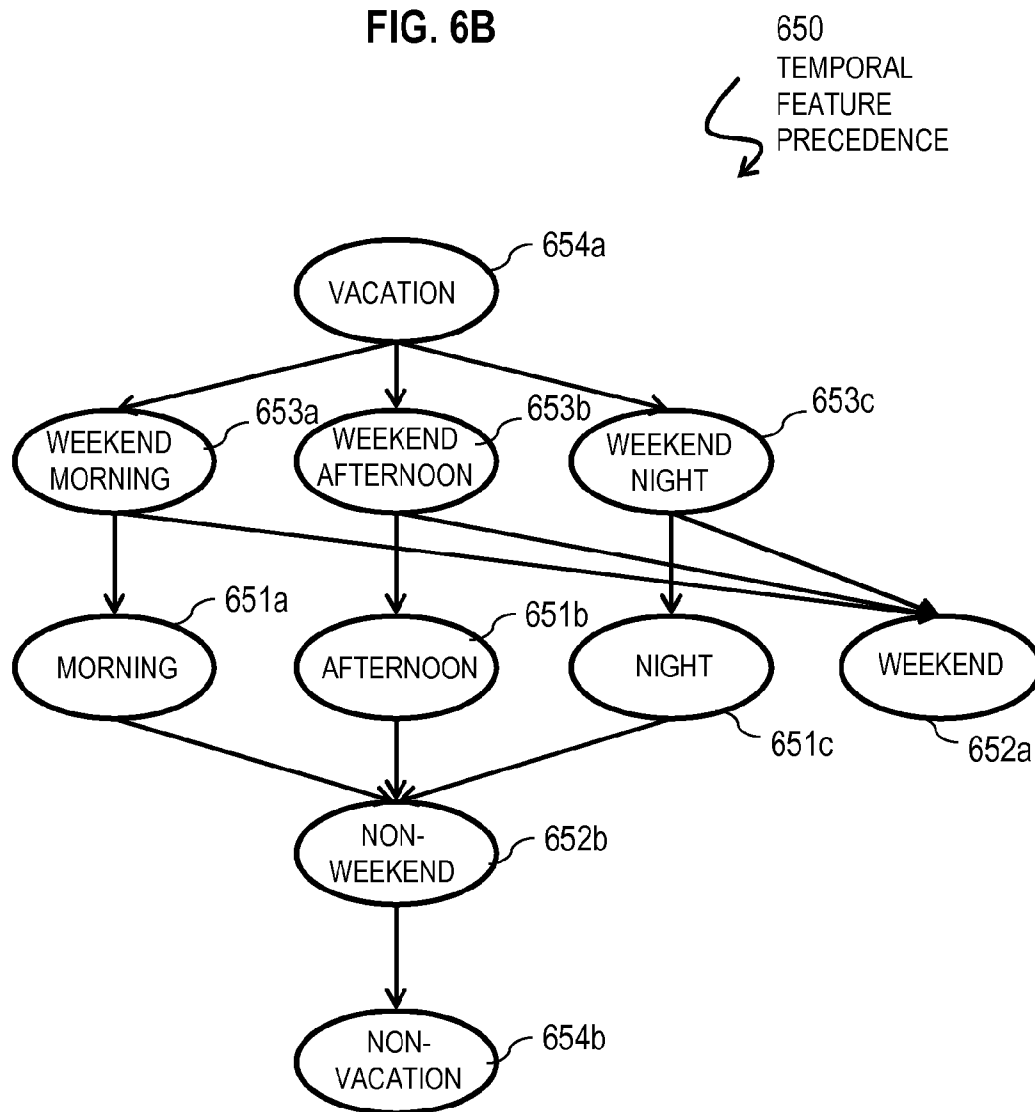 FIG. 6B
650
TEMPORAL
FEATURE
PRECEDENCE
654a
VACATION
653a
653b
653c
WEEKEND
MORNING
WEEKEND
AFTERNOON
WEEKEND
NIGHT
651a
651b
MORNING
AFTERNOON
NIGHT
WEEKEND
651c
652a
NON-
WEEKEND
652b
NON-
VACATION
654b